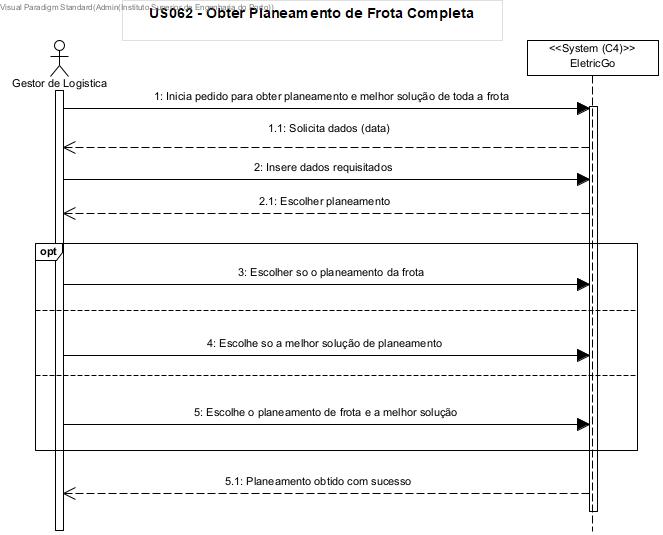 Visual Paradigm Standard(Admin(Instituto Superior de Engenharia do Porto))
US062 - Obter Planeamento de Frota Completa
<<System (C4)>>
EletricGo
Gestor de Logistica
1: Inicia pedido para obter planeamento e melhor solução de toda a frota
1.1: Solicita dados (data)
2: Insere dados requisitados
2.1: Escolher planeamento
opt
3: Escolher so o planeamento da frota
4: Escolhe so a melhor solução de planeamento
5: Escolhe o planeamento de frota e a melhor solução
5.1: Planeamento obtido com sucesso